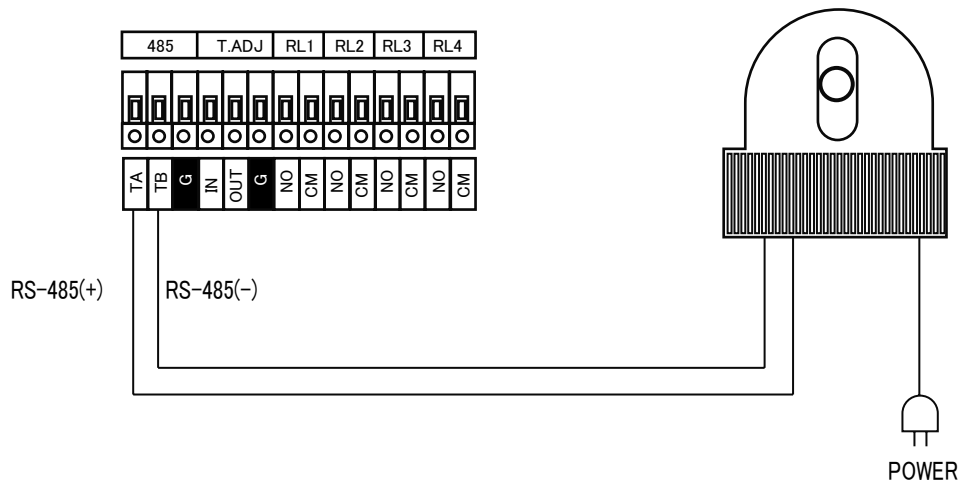 485 T.ADJ RL1 RL2 RL3 RL4
TA TB G IN OUT G NO CM NO CM NO CM NO CM
RS-485(+) RS-485(-)
POWER